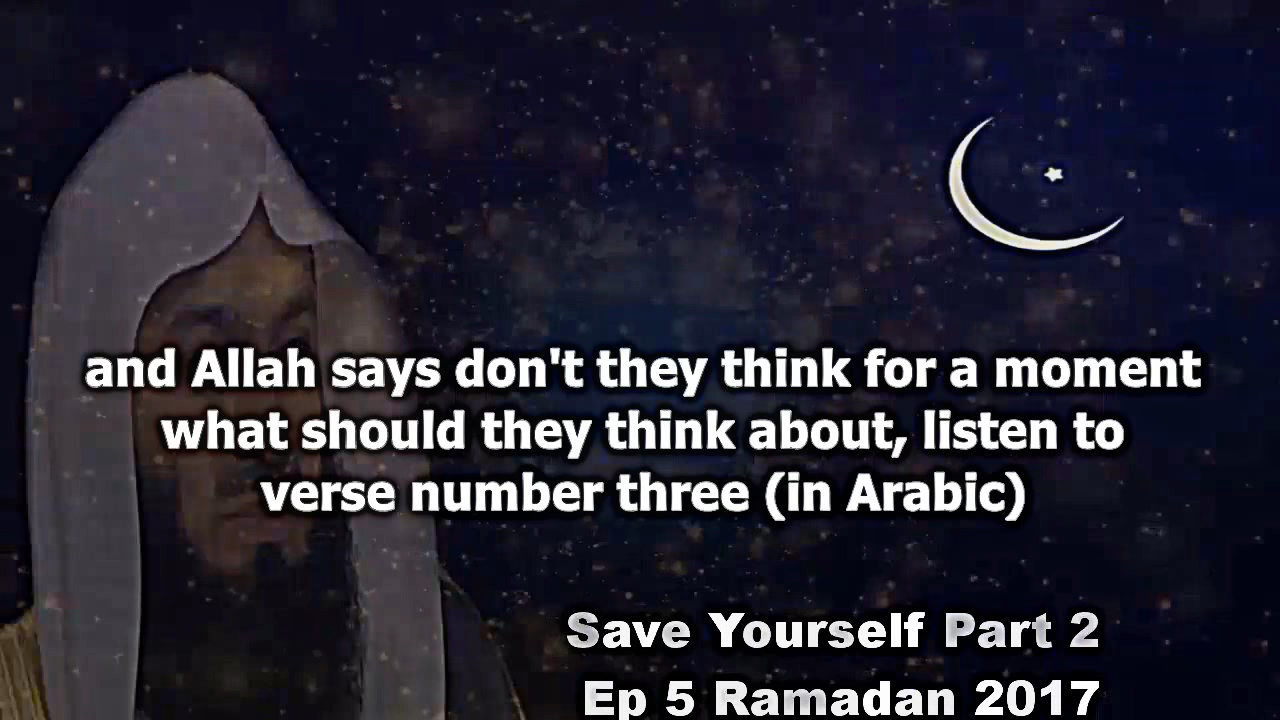 and Allah says don't they think for a moment
what should they think about, listen to
verse number three (in Arabic)
Save Yourself Part 2
Ep 5 Ramadan 2017